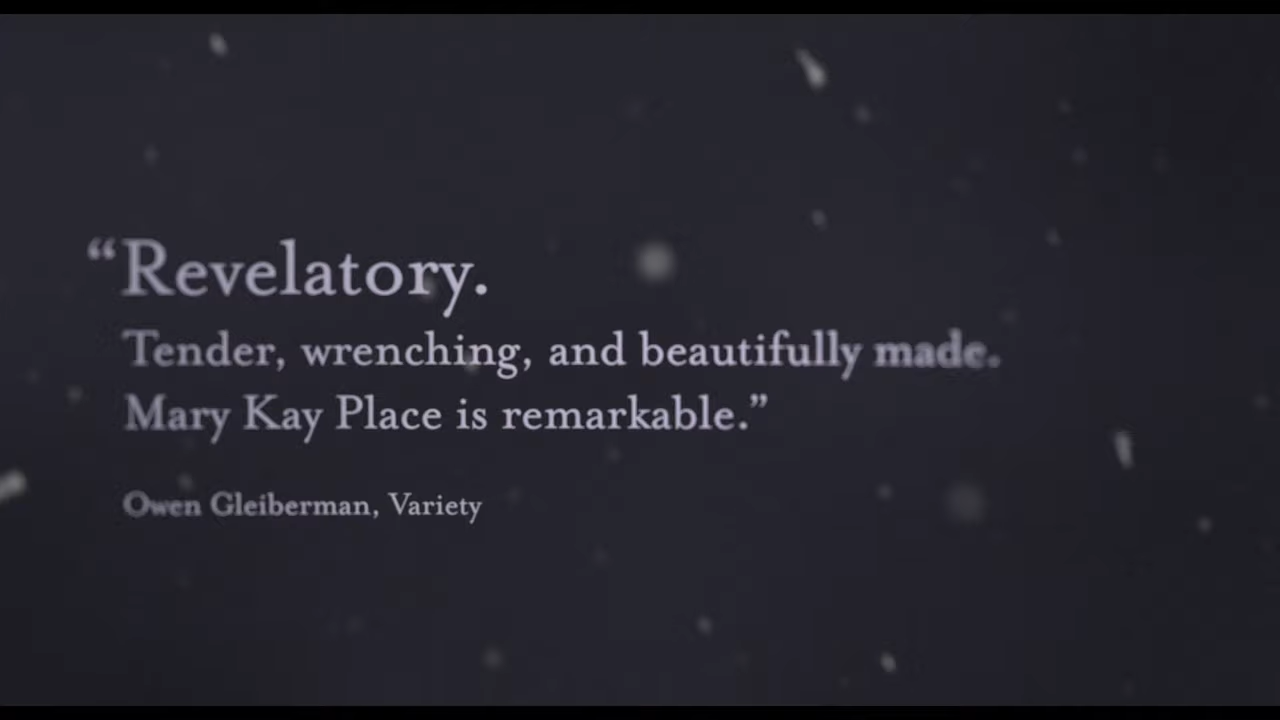 “Revelatory.
Tender, wrenching, and beautifully made.
Mary Kay Place is remarkable.”
Owen Gleiberman, Variety